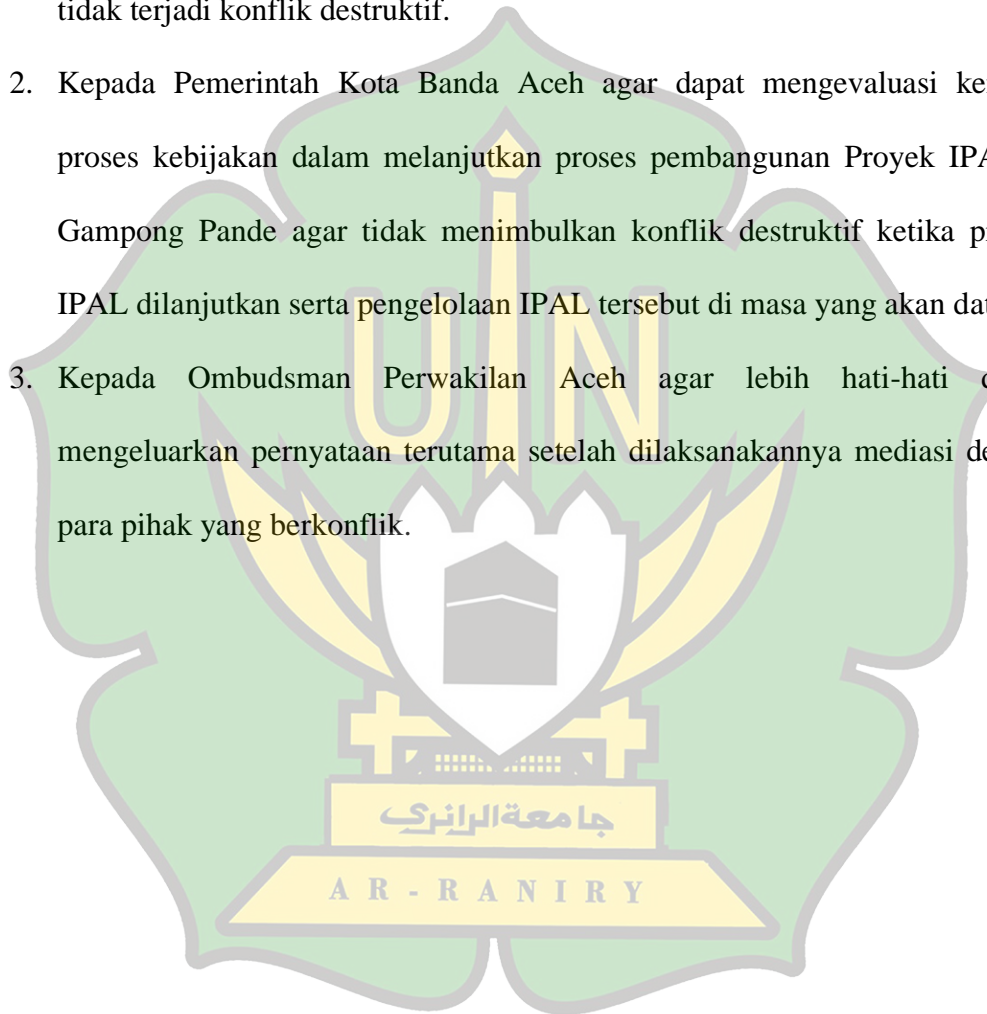 tidak terjadi konflik destruktif.
2. Kepada Pemerintah Kota Banda Aceh agar dapat mengevaluasi
proses kebijakan dalam melanjutkan proses pembangunan Proyek
Gampong Pande agar tidak menimbulkan konflik destruktif ketika
IPAL dilanjutkan serta pengelolaan IPAL tersebut di masa yang akan
3. Kepada Ombudsman Perwakilan Aceh agar lebih hati-hati
mengeluarkan pernyataan terutama setelah dilaksanakannya mediasi
para pihak yang berkonflik.
UIN
جامعة الرانري
AR-RANIRY